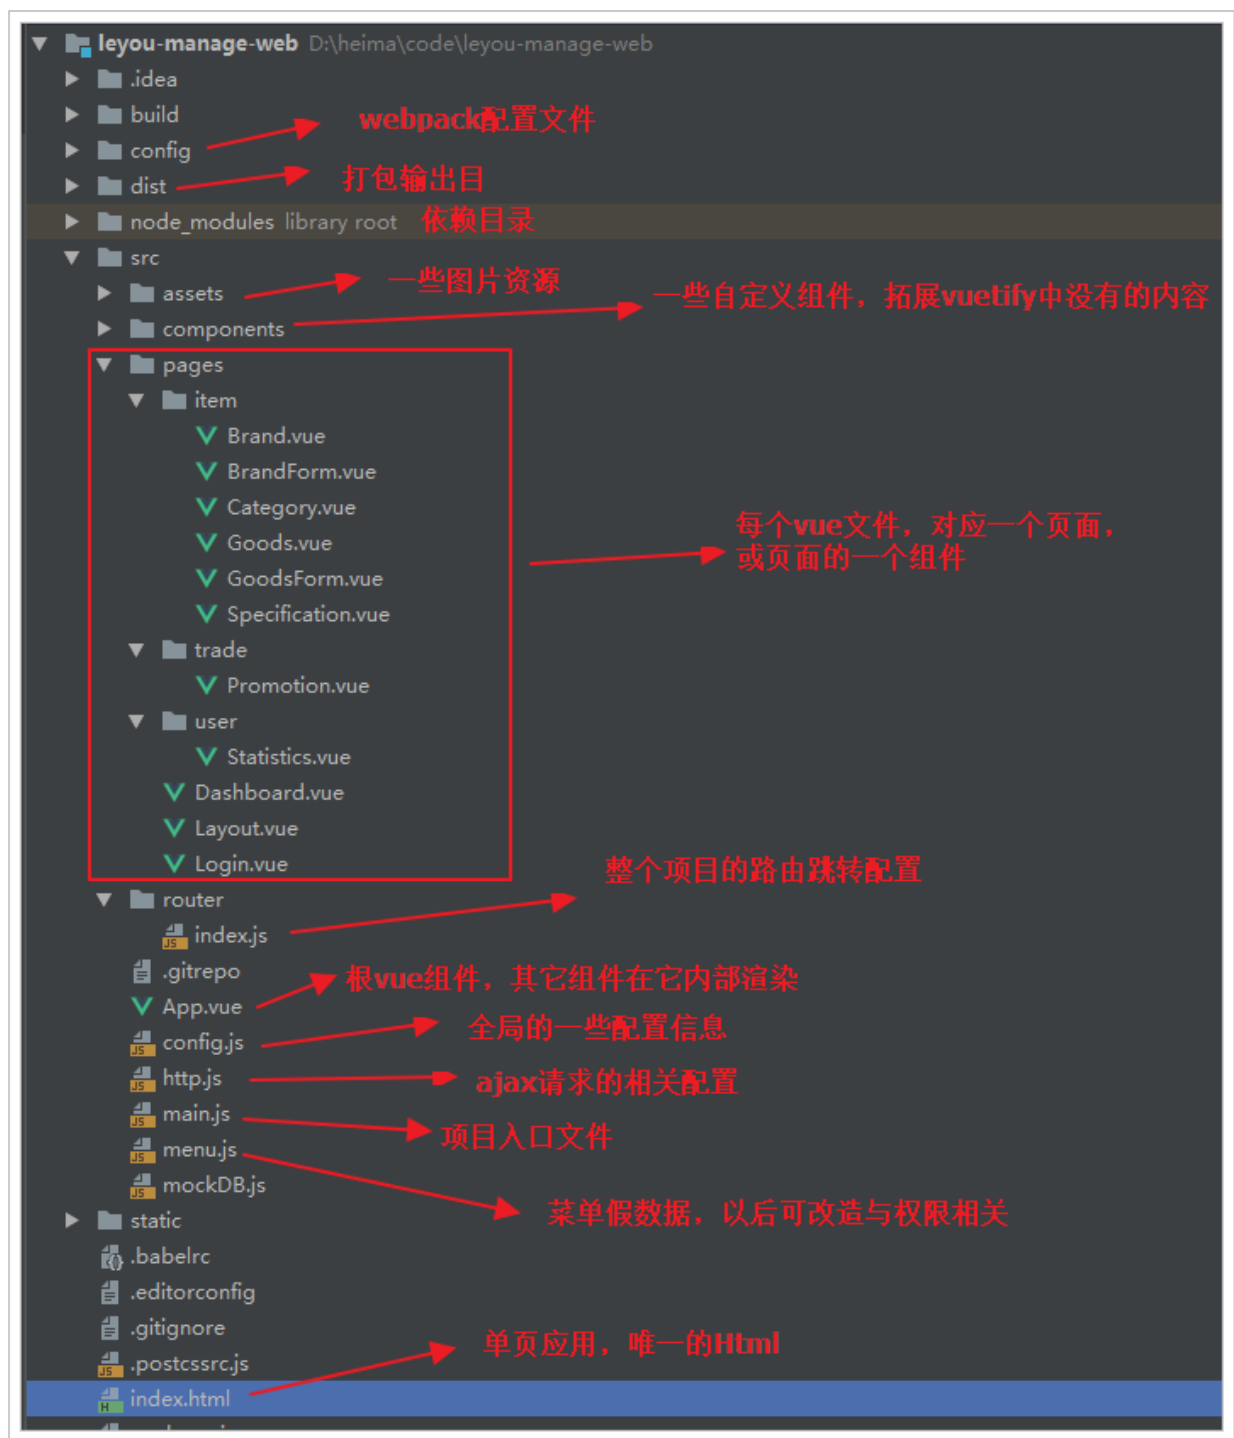 leyou-manage-web D:\heima\code\leyou-manage-web
.idea
build
webpack配置文件
config
打包输出目
dist
node_modules library root 依赖目录
src
一些图片资源
assets
一些自定义组件，拓展vuetify中没有的内容
components
pages
item
Brand.vue
BrandForm.vue
Category.vue
每个vue文件，对应一个页面，
或页面的一个组件
Goods.vue
GoodsForm.vue
Specification.vue
trade
Promotion.vue
user
Statistics.vue
Dashboard.vue
Layout.vue
Login.vue
整个项目的路由跳转配置
router
index.js
.gitrepo
根vue组件，其它组件在它内部渲染
App.vue
全局的一些配置信息
config.js
http.js
ajax请求的相关配置
main.js
项目入口文件
menu.js
mockDB.js
菜单假数据，以后可改造与权限相关
static
.babelrc
.editorconfig
.gitignore
单页应用，唯一的Html
.postcssrc.js
index.html